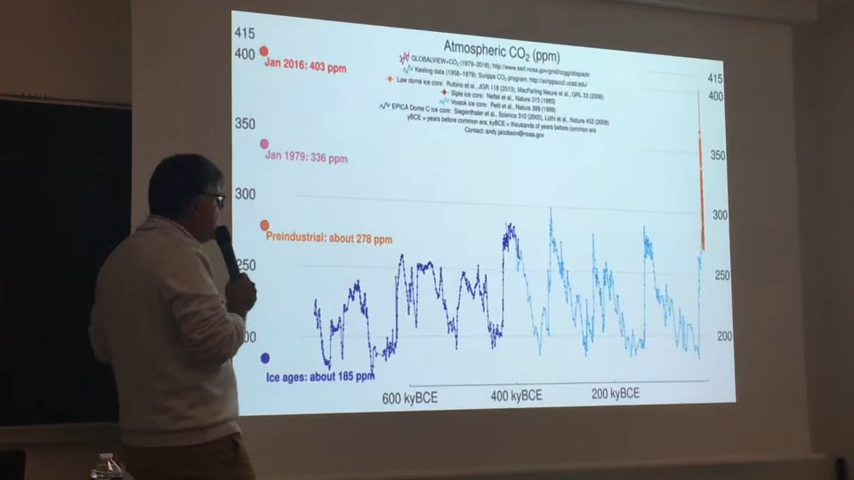 Atmospheric CO2 (ppm)
GLOBALVIEW-CO2 (1979-2016), http://www.esrl.noaa.gov/gmd/ccgg/globalview/
Keeling data (1958-1979): Scripps CO2 program, http://scrippsco2.ucsd.edu/
Law dome ice core: Rubino et al., JGR 118 (2013), MacFarling Meure et al., GRL 33 (2006)
Siple ice core: Neftel et al., Nature 315 (1985)
Vostok ice core: Petit et al., Nature 399 (1999)
EPICA Dome C ice core: Siegenthaler et al., Science 310 (2005), Lüthi et al., Nature 453 (2008)
yBCE = years before common era; kyBCE = thousands of years before common era
Contact: andy.jacobson@noaa.gov
415
400
Jan 2016: 403 ppm
350
Jan 1979: 336 ppm
300
Preindustrial: about 278 ppm
250
00
Ice ages: about 185 ppm
415
400
350
300
250
200
600 kyBCE
400 kyBCE
200 kyBCE